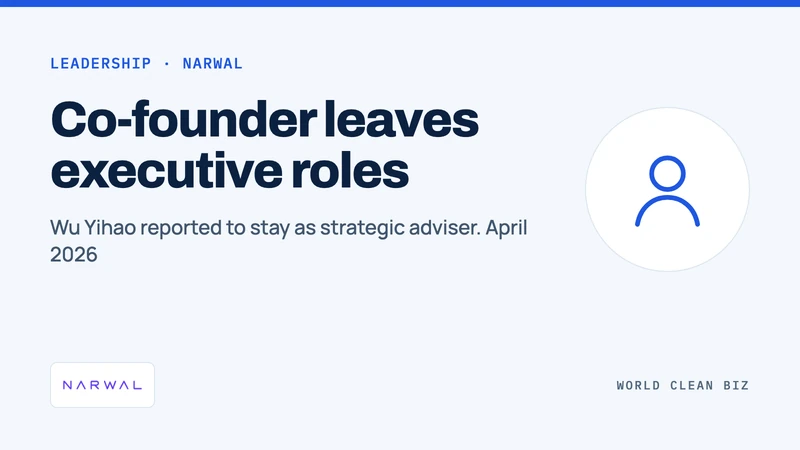 LEADERSHIP · NARWAL
Co-founder leaves
executive roles
Wu Yihao reported to stay as strategic adviser. April
2026
NARWAL
WORLD CLEAN BIZ